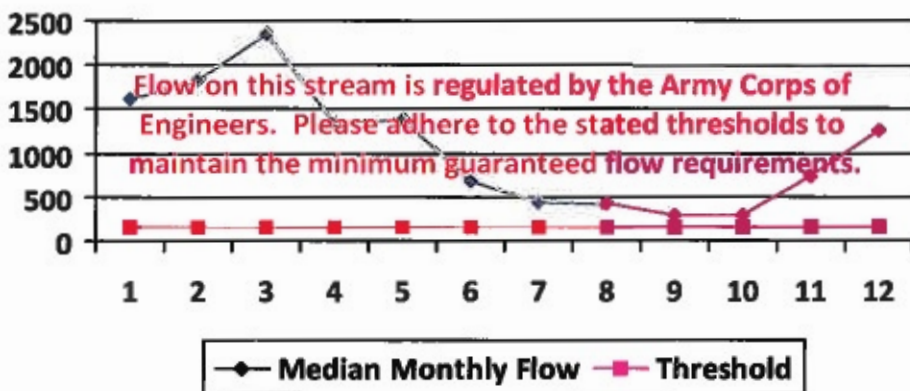 2500
2000
1500
1000
500
0
Flow on this stream is regulated by the Army Corps of
Engineers. Please adhere to the stated thresholds to
maintain the minimum guaranteed flow requirements.
1 2 3 4 5 6 7 8 9 10 11 12
Median Monthly Flow Threshold